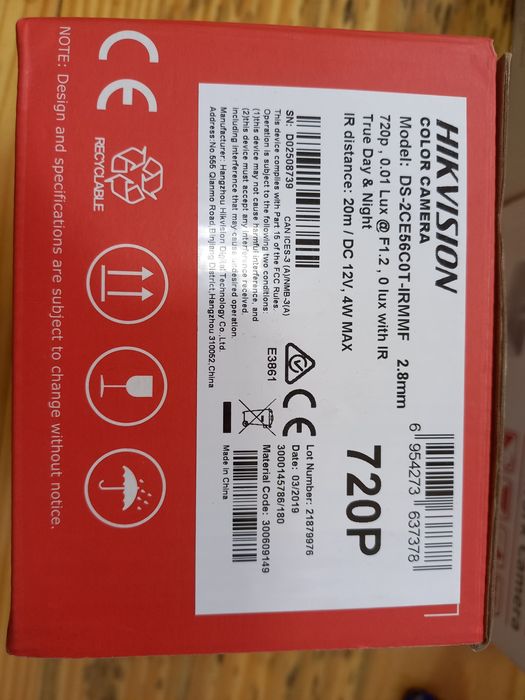 HIKVISION
COLOR CAMERA
Model: DS-2CE56C0T-IRMMF 2.8mm
720p , 0.01 Lux @ F1.2 , 0 lux with IR
True Day & Night
IR distance: 20m / DC 12V, 4W MAX
6 954273 637378
720P
SN: D02508739
CAN ICES-3 (A)/NMB-3(A)
This device complies with Part 15 of the FCC Rules.
Operation is subject to the following two conditions:
(1)this device may not cause harmful interference, and
(2)this device must accept any interference received,
including interference that may cause undesired operation.
Manufacturer: Hangzhou Hikvision Digital Technology Co.,Ltd.
Address:No.555 Qianmo Road,Binjiang District,Hangzhou 310052,China
CE
E3861
Lot Number: 21879976
Date: 03/2019
3000145786/180
Material Code: 300609149
Made in China
CE
RECYCLABLE
NOTE: Design and specifications are subject to change without notice.